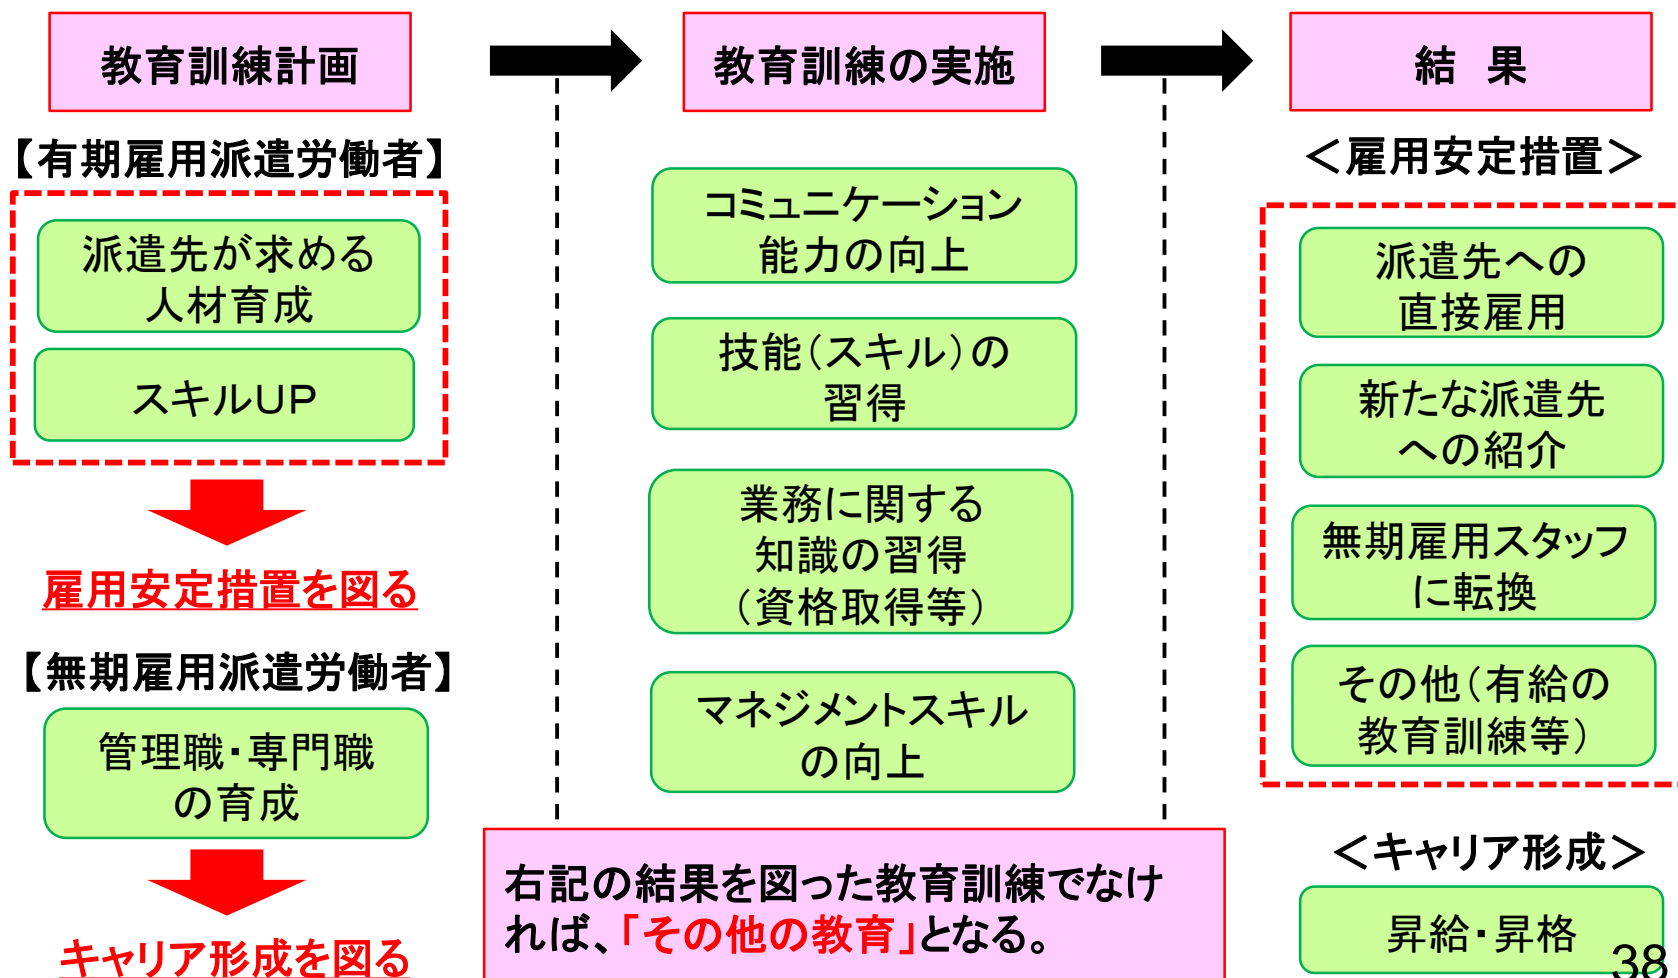 教育訓練計画
【有期雇用派遣労働者】
派遣先が求める
人材育成
スキルUP
雇用安定措置を図る
【無期雇用派遣労働者】
管理職・専門職
の育成
キャリア形成を図る
教育訓練の実施
コミュニケーション
能力の向上
技能(スキル)の
習得
業務に関する
知識の習得
(資格取得等)
マネジメントスキル
の向上
右記の結果を図った教育訓練でなけ
れば、「その他の教育」となる。
結 果
<雇用安定措置>
派遣先への
直接雇用
新たな派遣先
への紹介
無期雇用スタッフ
に転換
その他(有給の
教育訓練等)
<キャリア形成>
昇給・昇格
38